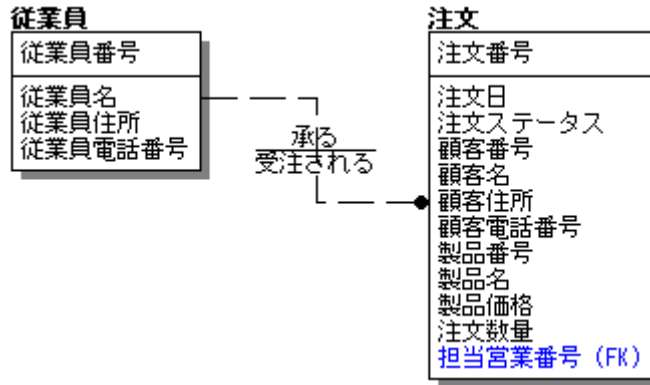 従業員
従業員番号
従業員名
従業員住所
従業員電話番号
承る
受注される
注文
注文番号
注文日
注文ステータス
顧客番号
顧客名
顧客住所
顧客電話番号
製品番号
製品名
製品価格
注文数量
担当営業番号 (FK)